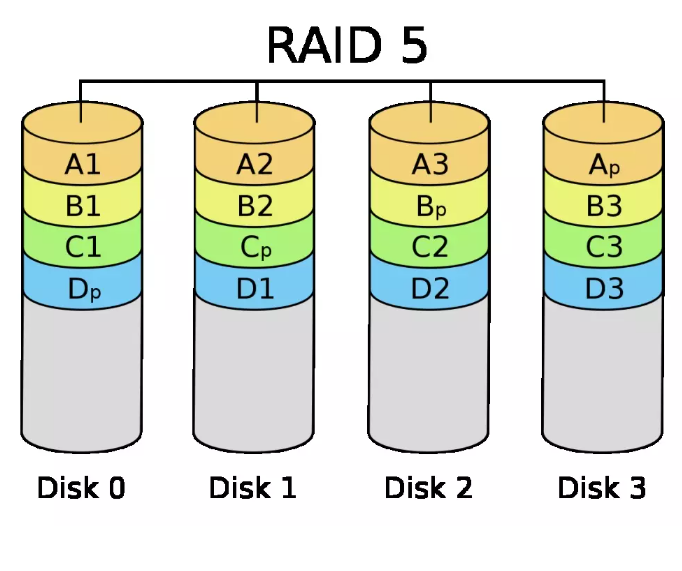 RAID 5
A1 A2 A3 Ap
B1 B2 Bp B3
C1 Cp C2 C3
Dp D1 D2 D3
Disk 0 Disk 1 Disk 2 Disk 3